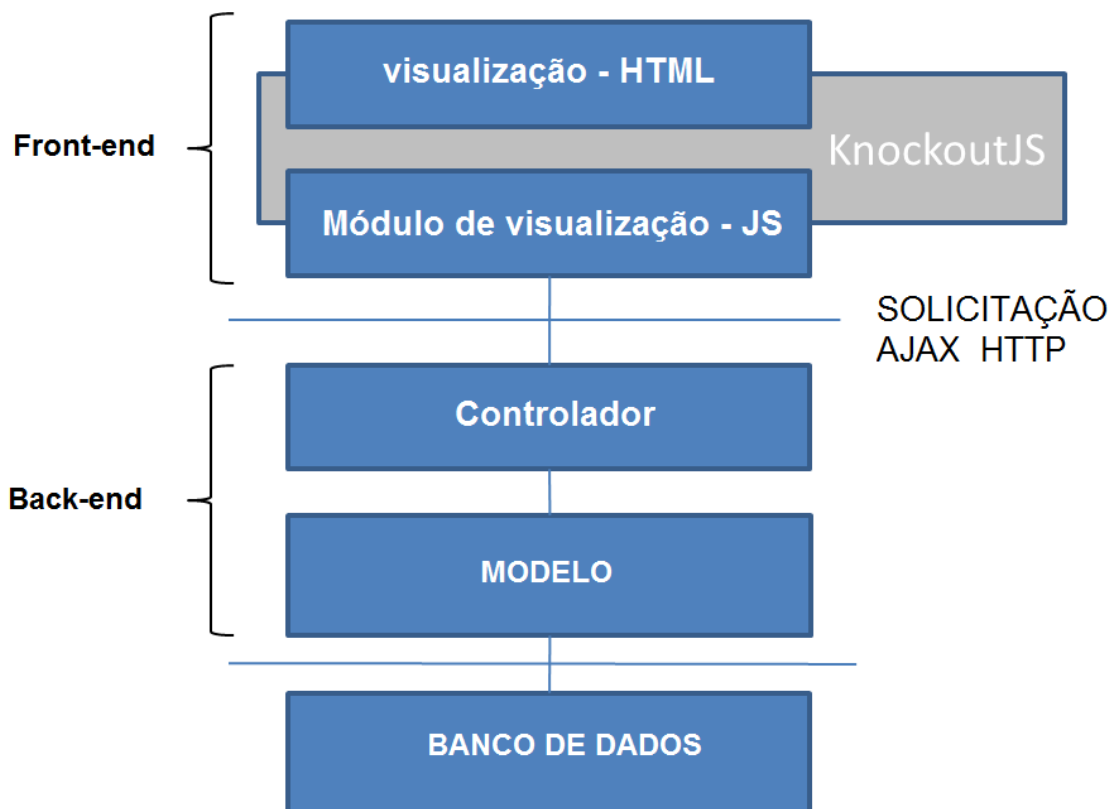 visualização - HTML
Front-end
KnockoutJS
Módulo de visualização - JS
SOLICITAÇÃO
AJAX HTTP
Controlador
Back-end
MODELO
BANCO DE DADOS